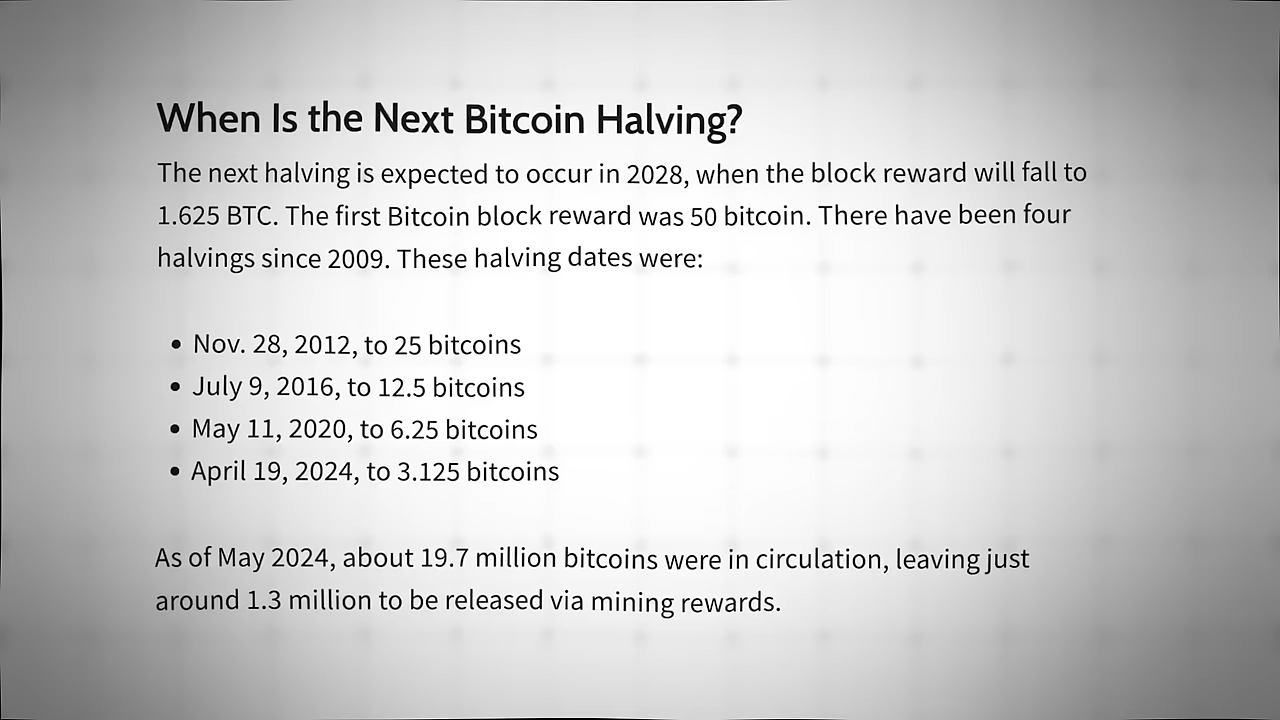 When Is the Next Bitcoin Halving?
The next halving is expected to occur in 2028, when the block reward will fall to
1.625 BTC. The first Bitcoin block reward was 50 bitcoin. There have been four
halvings since 2009. These halving dates were:
• Nov. 28, 2012, to 25 bitcoins
• July 9, 2016, to 12.5 bitcoins
• May 11, 2020, to 6.25 bitcoins
• April 19, 2024, to 3.125 bitcoins
As of May 2024, about 19.7 million bitcoins were in circulation, leaving just
around 1.3 million to be released via mining rewards.